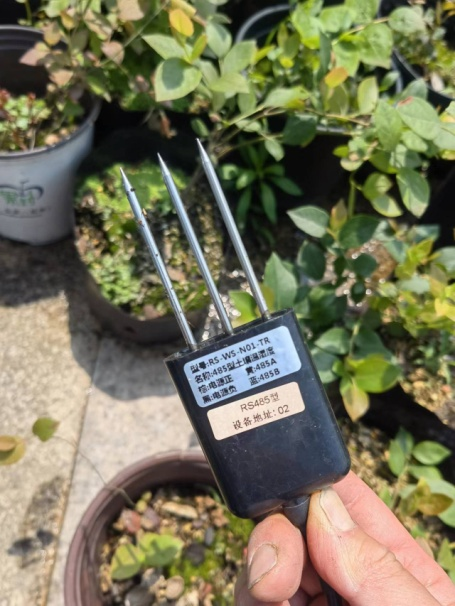 型号:RS-WS-N01-TR
名称:485型土壤温湿度
棕:电源正 黄:485A
黑:电源负 蓝:485B
RS485型
设备地址:02